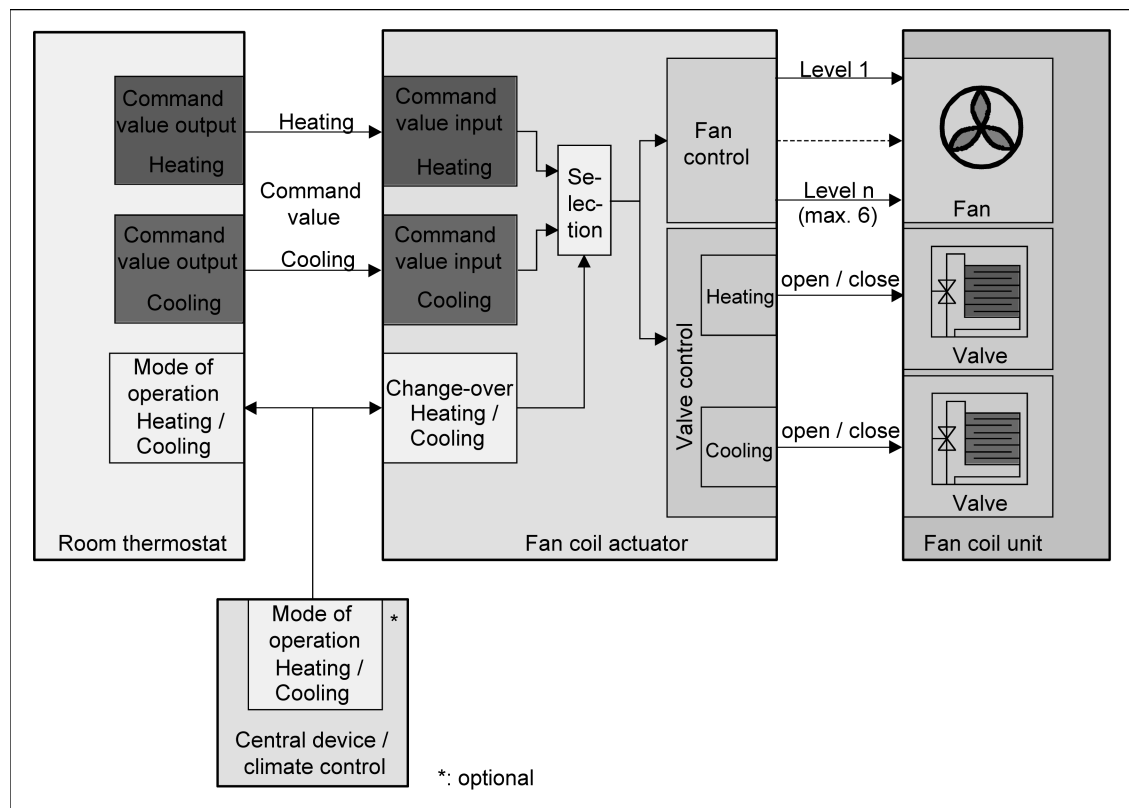 Command
value output
Heating
Command
value output
Cooling
Mode of
operation
Heating /
Cooling
Room thermostat
Heating
Command
value
Cooling
Command
value input
Heating
Command
value input
Cooling
Change-over
Heating /
Cooling
Se-
lec-
tion
Fan
control
Valve control
Heating
Cooling
Fan coil actuator
Level 1
Level n
(max. 6)
open / close
open / close
Fan
Valve
Valve
Fan coil unit
Mode of
operation
Heating /
Cooling
*
Central device /
climate control
*: optional